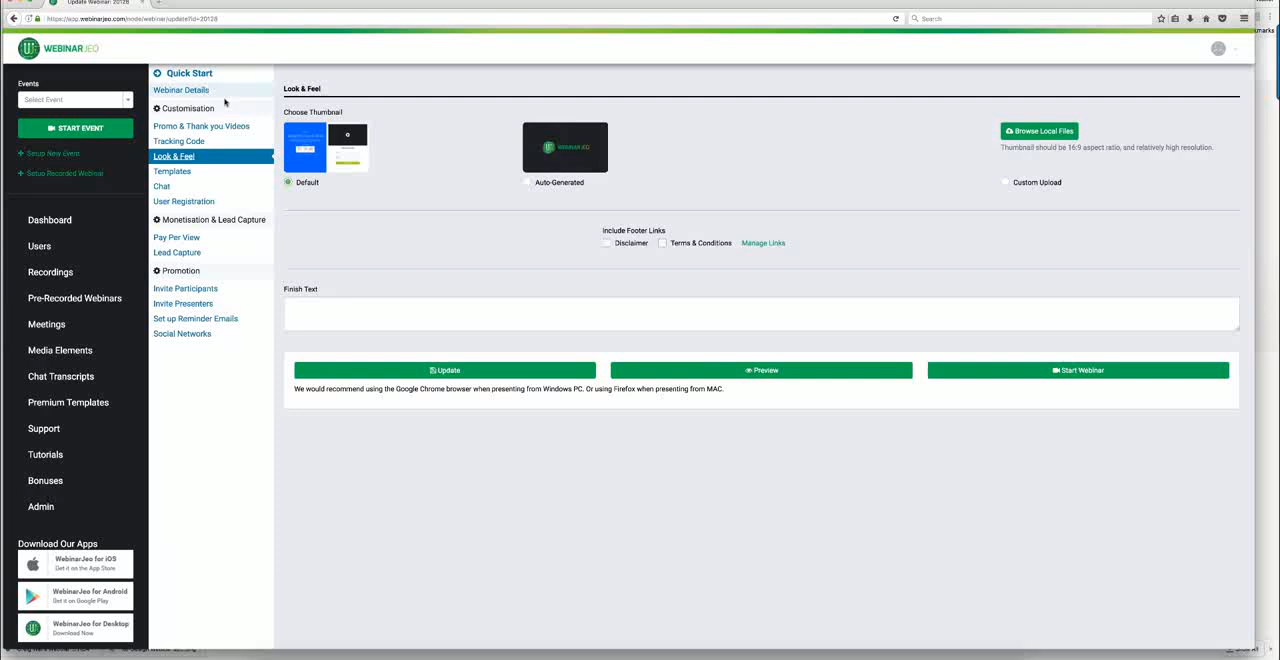 Update Webinar: 20128
https://app.webinarjeo.com/node/webinar/update?id=20128
Search
WEBINARJEO
Events
Select Event
START EVENT
Setup New Event
Setup Recorded Webinar
Dashboard
Users
Recordings
Pre-Recorded Webinars
Meetings
Media Elements
Chat Transcripts
Premium Templates
Support
Tutorials
Bonuses
Admin
Download Our Apps
WebinarJeo for iOS
Get it on the App Store
WebinarJeo for Android
Get it on Google Play
WebinarJeo for Desktop
Download Now
Quick Start
Webinar Details
Customisation
Promo & Thank you Videos
Tracking Code
Look & Feel
Templates
Chat
User Registration
Monetisation & Lead Capture
Pay Per View
Lead Capture
Promotion
Invite Participants
Invite Presenters
Set up Reminder Emails
Social Networks
Look & Feel
Choose Thumbnail
WEBINARJEO
Browse Local Files
Thumbnail should be 16:9 aspect ratio, and relatively high resolution.
Default
Auto-Generated
Custom Upload
Include Footer Links
Disclaimer
Terms & Conditions
Manage Links
Finish Text
Update
Preview
Start Webinar
We would recommend using the Google Chrome browser when presenting from Windows PC. Or using Firefox when presenting from MAC.